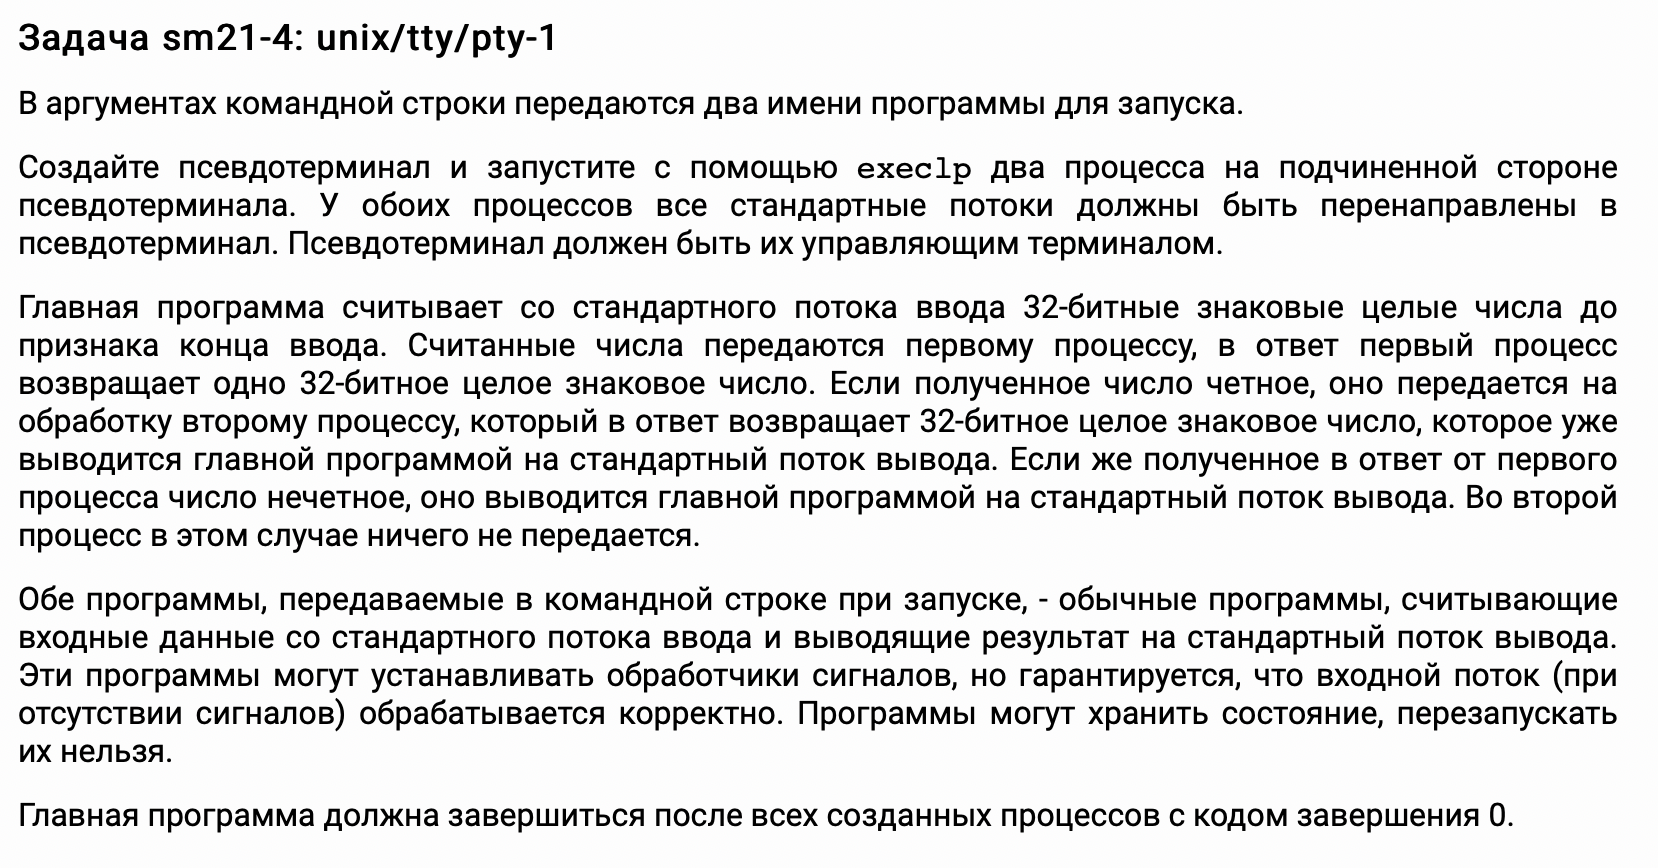 Задача sm21-4: unix/tty/pty-1
В аргументах командной строки передаются два имени программы для запуска.
Создайте псевдотерминал и запустите с помощью execlp два процесса на подчиненной стороне
псевдотерминала. У обоих процессов все стандартные потоки должны быть перенаправлены в
псевдотерминал. Псевдотерминал должен быть их управляющим терминалом.
Главная программа считывает со стандартного потока ввода 32-битные знаковые целые числа до
признака конца ввода. Считанные числа передаются первому процессу, в ответ первый процесс
возвращает одно 32-битное целое знаковое число. Если полученное число четное, оно передается на
обработку второму процессу, который в ответ возвращает 32-битное целое знаковое число, которое уже
выводится главной программой на стандартный поток вывода. Если же полученное в ответ от первого
процесса число нечетное, оно выводится главной программой на стандартный поток вывода. Во второй
процесс в этом случае ничего не передается.
Обе программы, передаваемые в командной строке при запуске, - обычные программы, считывающие
входные данные со стандартного потока ввода и выводящие результат на стандартный поток вывода.
Эти программы могут устанавливать обработчики сигналов, но гарантируется, что входной поток (при
отсутствии сигналов) обрабатывается корректно. Программы могут хранить состояние, перезапускать
их нельзя.
Главная программа должна завершиться после всех созданных процессов с кодом завершения 0.